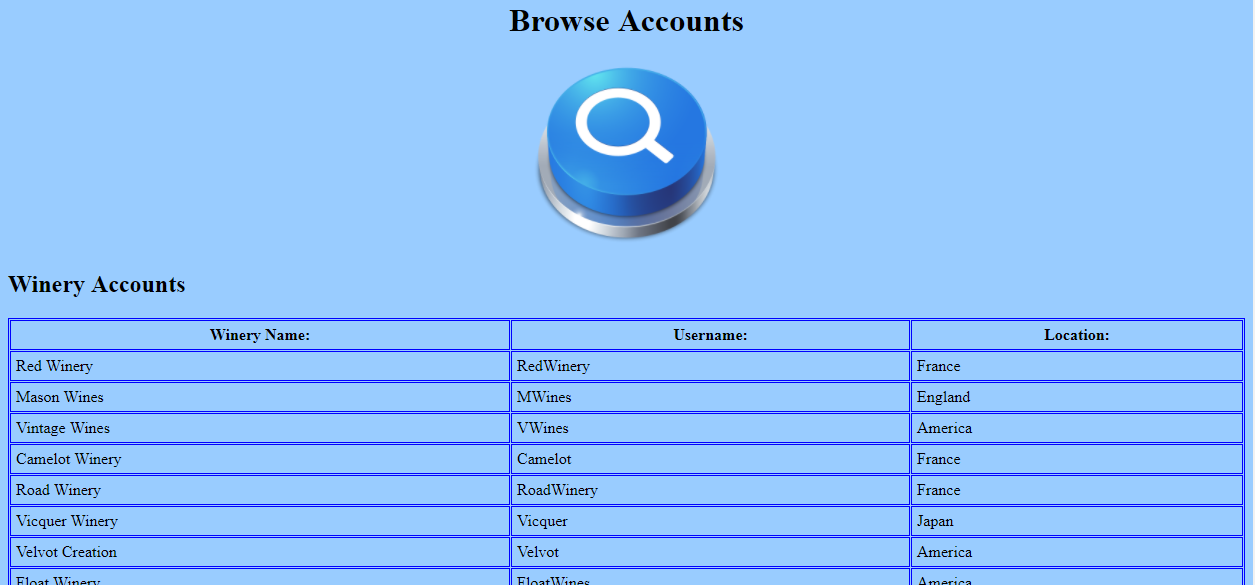 Browse Accounts
Winery Accounts
Winery Name: Username: Location:
Red Winery RedWinery France
Mason Wines MWines England
Vintage Wines VWines America
Camelot Winery Camelot France
Road Winery RoadWinery France
Vicquer Winery Vicquer Japan
Velvot Creation Velvot America
Float Winery FloatWines America